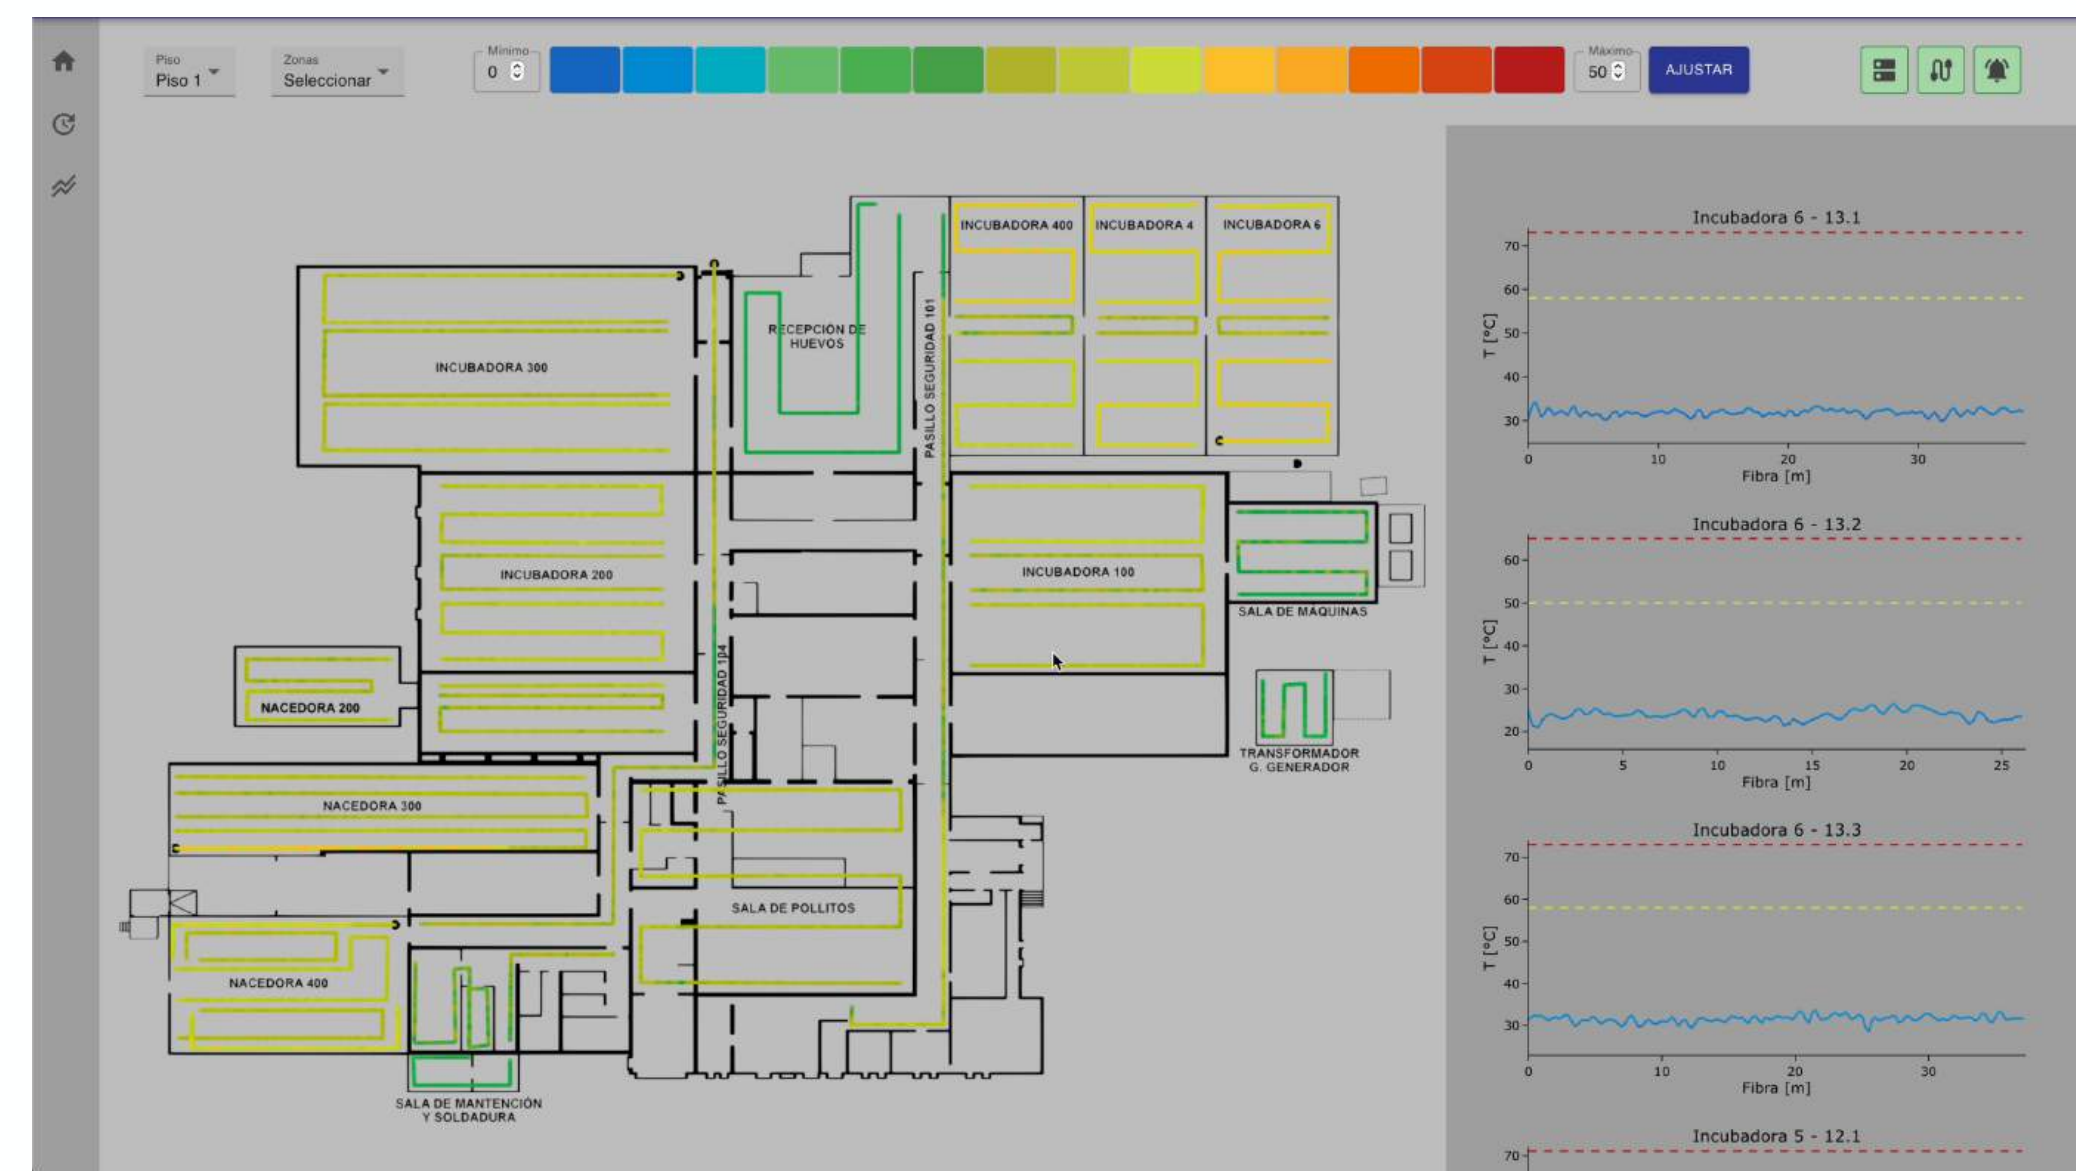 Piso
Piso 1
Zonas
Seleccionar
Mínimo
0
Máximo
50
AJUSTAR
INCUBADORA 400
INCUBADORA 4
INCUBADORA 6
RECEPCIÓN DE
HUEVOS
PASILLO SEGURIDAD 101
INCUBADORA 300
INCUBADORA 200
INCUBADORA 100
SALA DE MÁQUINAS
PASILLO SEGURIDAD 104
NACEDORA 200
TRANSFORMADOR
G. GENERADOR
NACEDORA 300
SALA DE POLLITOS
NACEDORA 400
SALA DE MANTENCIÓN
Y SOLDADURA
Incubadora 6 - 13.1
70
60
50
40
30
T [ºC]
0 10 20 30
Fibra [m]
Incubadora 6 - 13.2
60
50
40
30
20
T [ºC]
0 5 10 15 20 25
Fibra [m]
Incubadora 6 - 13.3
70
60
50
40
30
T [ºC]
0 10 20 30
Fibra [m]
Incubadora 5 - 12.1
70